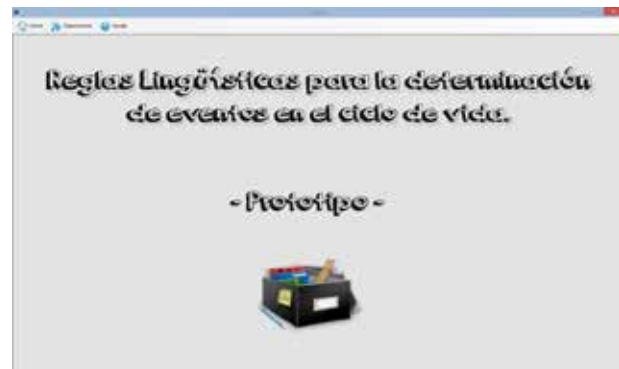 Reglas Lingüísticas para la determinación
de eventos en el ciclo de vida.
- Prototipo -